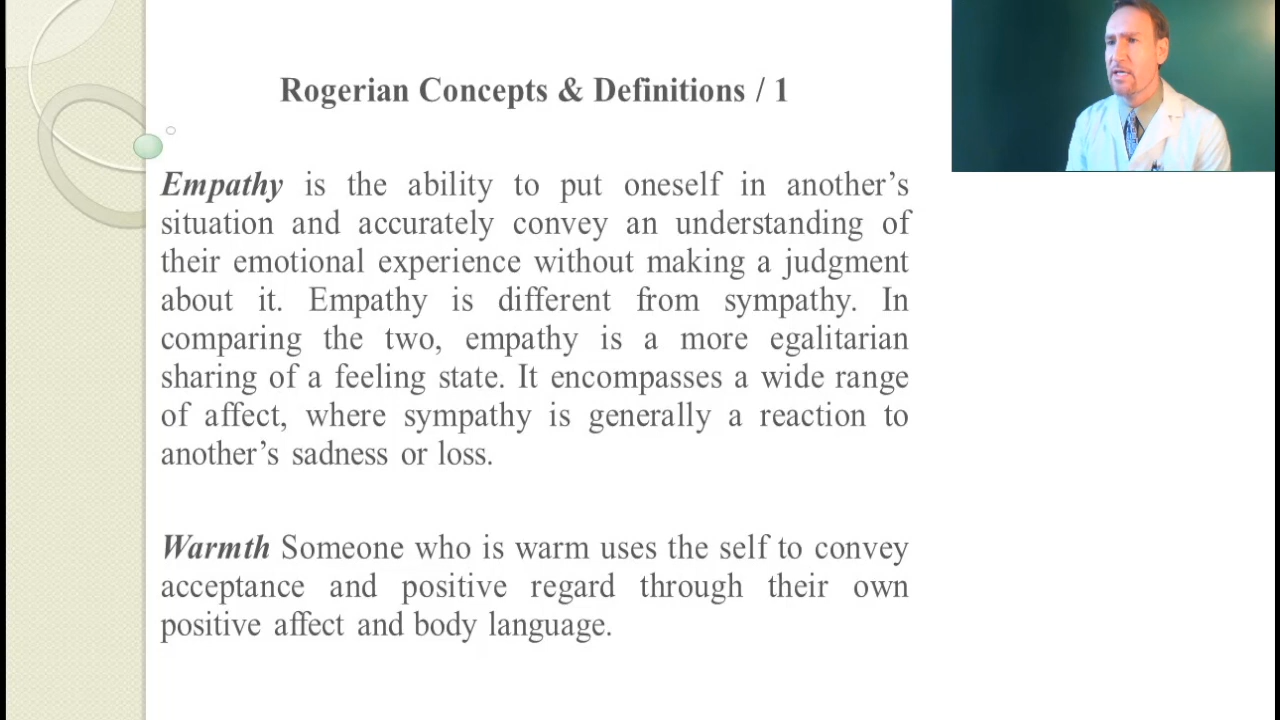 Rogerian Concepts & Definitions / 1
Empathy is the ability to put oneself in another’s
situation and accurately convey an understanding of
their emotional experience without making a judgment
about it. Empathy is different from sympathy. In
comparing the two, empathy is a more egalitarian
sharing of a feeling state. It encompasses a wide range
of affect, where sympathy is generally a reaction to
another’s sadness or loss.
Warmth Someone who is warm uses the self to convey
acceptance and positive regard through their own
positive affect and body language.